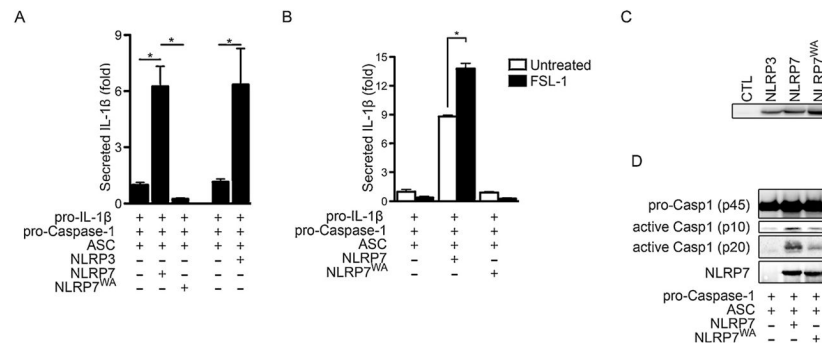 A
Secreted IL-1β (fold)
9
6
3
0
* * *
pro-IL-1β + + + + +
pro-Caspase-1 + + + + +
ASC + + + + +
NLRP3 – – – – +
NLRP7 – + – – –
NLRP7WA – – + – –
B
Secreted IL-1β (fold)
15
12
9
6
3
0
*
Untreated
FSL-1
pro-IL-1β + + +
pro-Caspase-1 + + +
ASC + + +
NLRP7 – + –
NLRP7WA – – +
C
CTL
NLRP3
NLRP7
NLRP7WA
D
pro-Casp1 (p45)
active Casp1 (p10)
active Casp1 (p20)
NLRP7
pro-Caspase-1 + + +
ASC + + +
NLRP7 – + –
NLRP7WA – – +